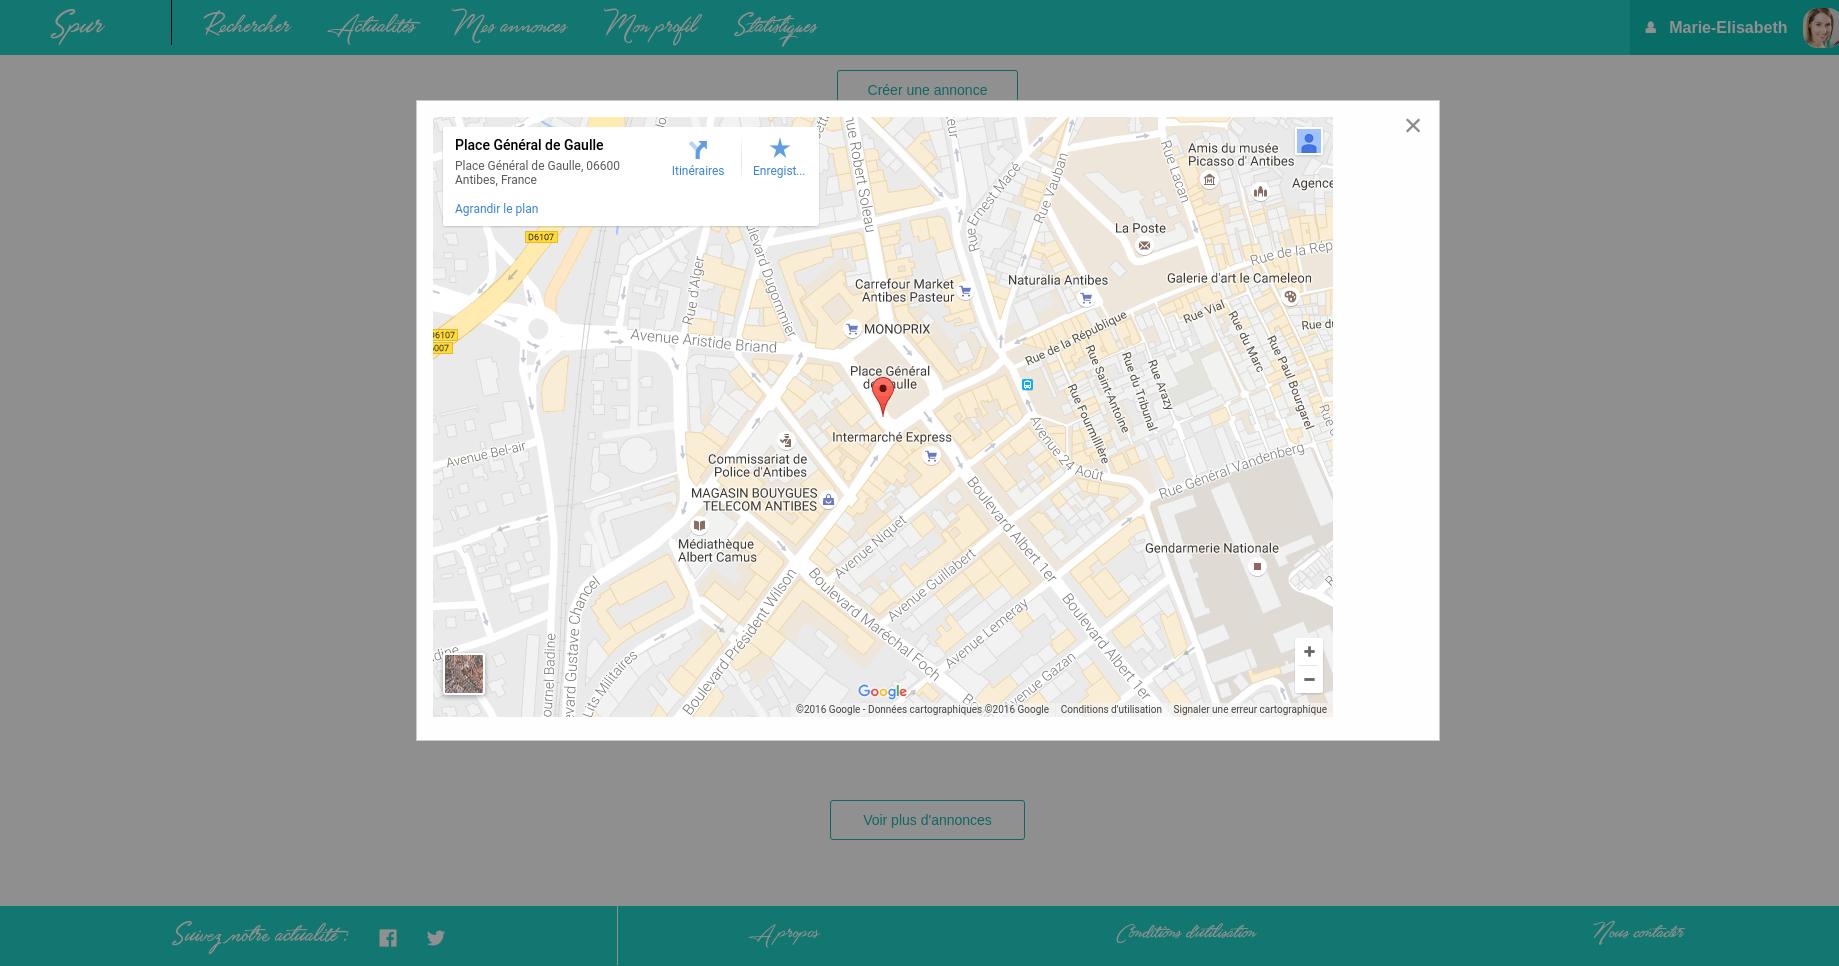 Spur
Rechercher
Actualités
Mes annonces
Mon profil
Statistiques
Marie-Elisabeth
Créer une annonce
Place Général de Gaulle
Place Général de Gaulle, 06600
Antibes, France
Itinéraires
Enregist...
Agrandir le plan
Rue Robert Soleau
Rue Ernest Macé
Rue Vauban
Rue Lacan
Amis du musée
Picasso d' Antibes
Agence
La Poste
Rue de la Rép
D6107
Rue d'Aiger
Boulevard Dugommier
Carrefour Market
Antibes Pasteur
Naturalia Antibes
Galerie d'art le Cameleon
Rue Vial
Rue du Marc
Rue du
MONOPRIX
Avenue Aristide Briand
Rue de la République
Rue Paul Bourgarel
Place Général
Rue Saint-Antoine
Rue du Tribunal
Rue Arazy
Rue Fourmillière
Intermarché Express
Avenue 24 Août
Avenue Bel-air
Commissariat de
Police d'Antibes
Rue Général Vandenberg
MAGASIN BOUYGUES
TELECOM ANTIBES
Médiathèque
Albert Camus
Avenue Niquet
Boulevard Albert 1er
Gendarmerie Nationale
Avenue Guillabert
Avenue Lemeray
Boulevard Albert 1er
Boulevard Gustave Chancel
Boulevard Président Wilson
Boulevard Maréchal Foch
Avenue Gazan
Lits Militaires
Google
©2016 Google - Données cartographiques ©2016 Google
Conditions d'utilisation
Signaler une erreur cartographique
Voir plus d'annonces
Suivez notre actualité :
A propos
Conditions d'utilisation
Nous contacter